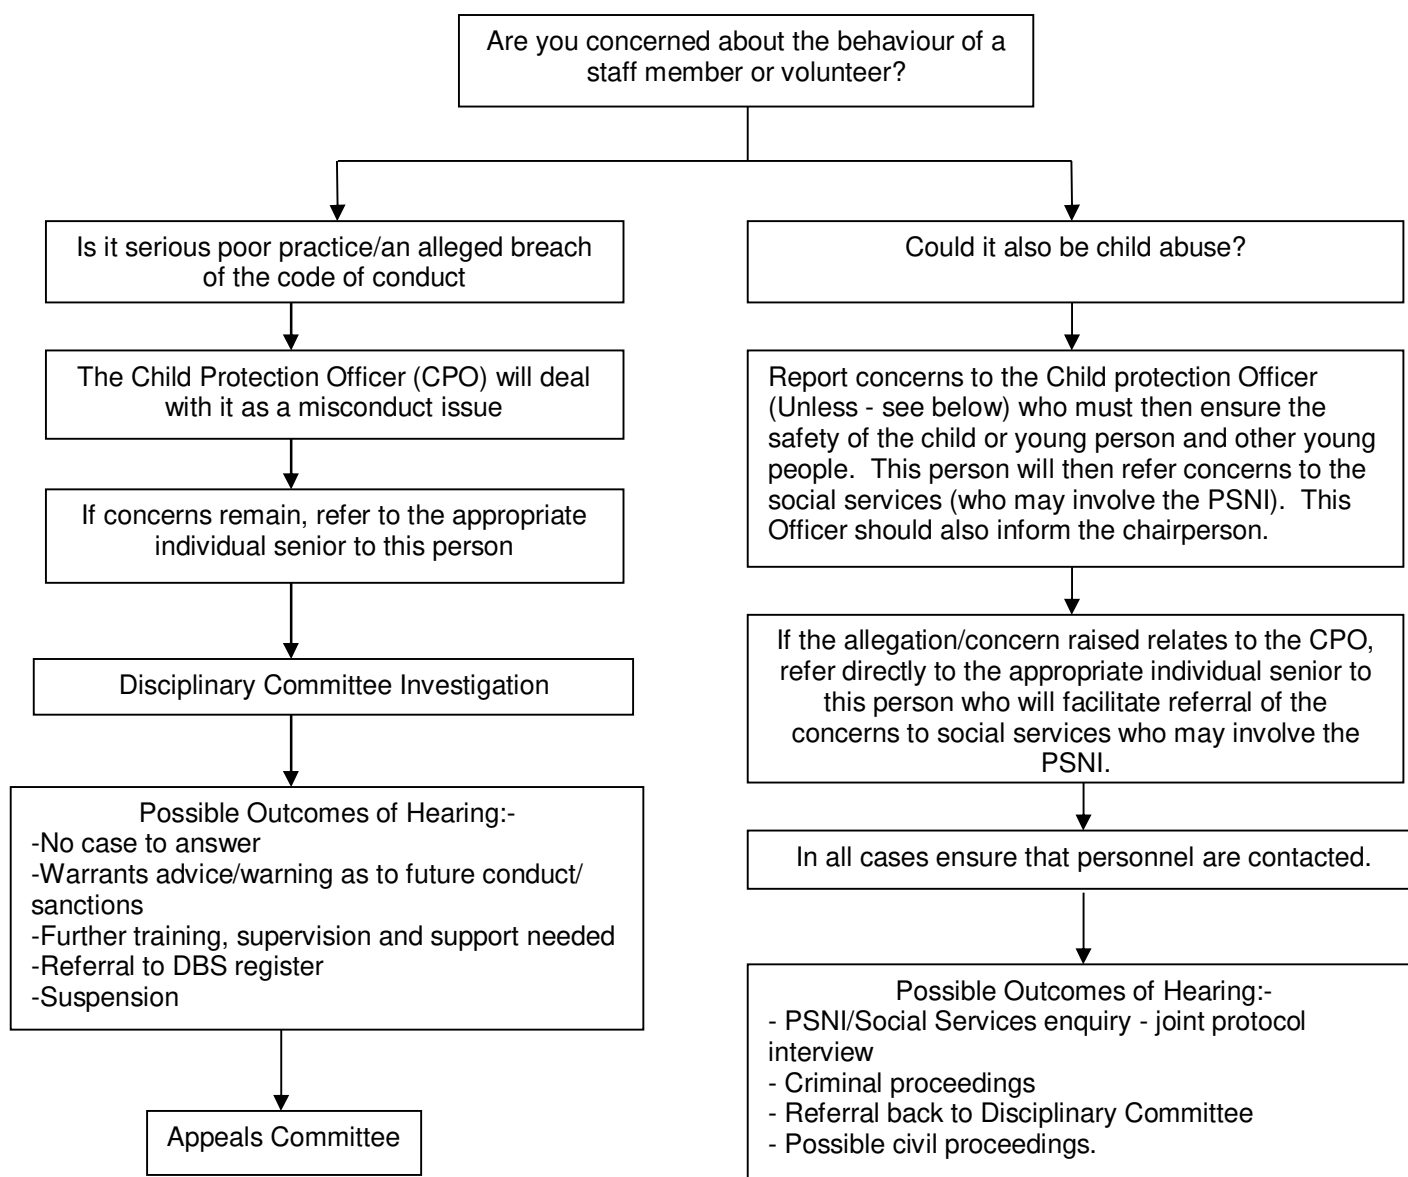 Are you concerned about the behaviour of a
staff member or volunteer?
Is it serious poor practice/an alleged breach
of the code of conduct
The Child Protection Officer (CPO) will deal
with it as a misconduct issue
If concerns remain, refer to the appropriate
individual senior to this person
Disciplinary Committee Investigation
Possible Outcomes of Hearing:-
-No case to answer
-Warrants advice/warning as to future conduct/
sanctions
-Further training, supervision and support needed
-Referral to DBS register
-Suspension
Appeals Committee
Could it also be child abuse?
Report concerns to the Child protection Officer
(Unless - see below) who must then ensure the
safety of the child or young person and other young
people.  This person will then refer concerns to the
social services (who may involve the PSNI).  This
Officer should also inform the chairperson.
If the allegation/concern raised relates to the CPO,
refer directly to the appropriate individual senior to
this person who will facilitate referral of the
concerns to social services who may involve the
PSNI.
In all cases ensure that personnel are contacted.
Possible Outcomes of Hearing:-
- PSNI/Social Services enquiry - joint protocol
interview
- Criminal proceedings
- Referral back to Disciplinary Committee
- Possible civil proceedings.